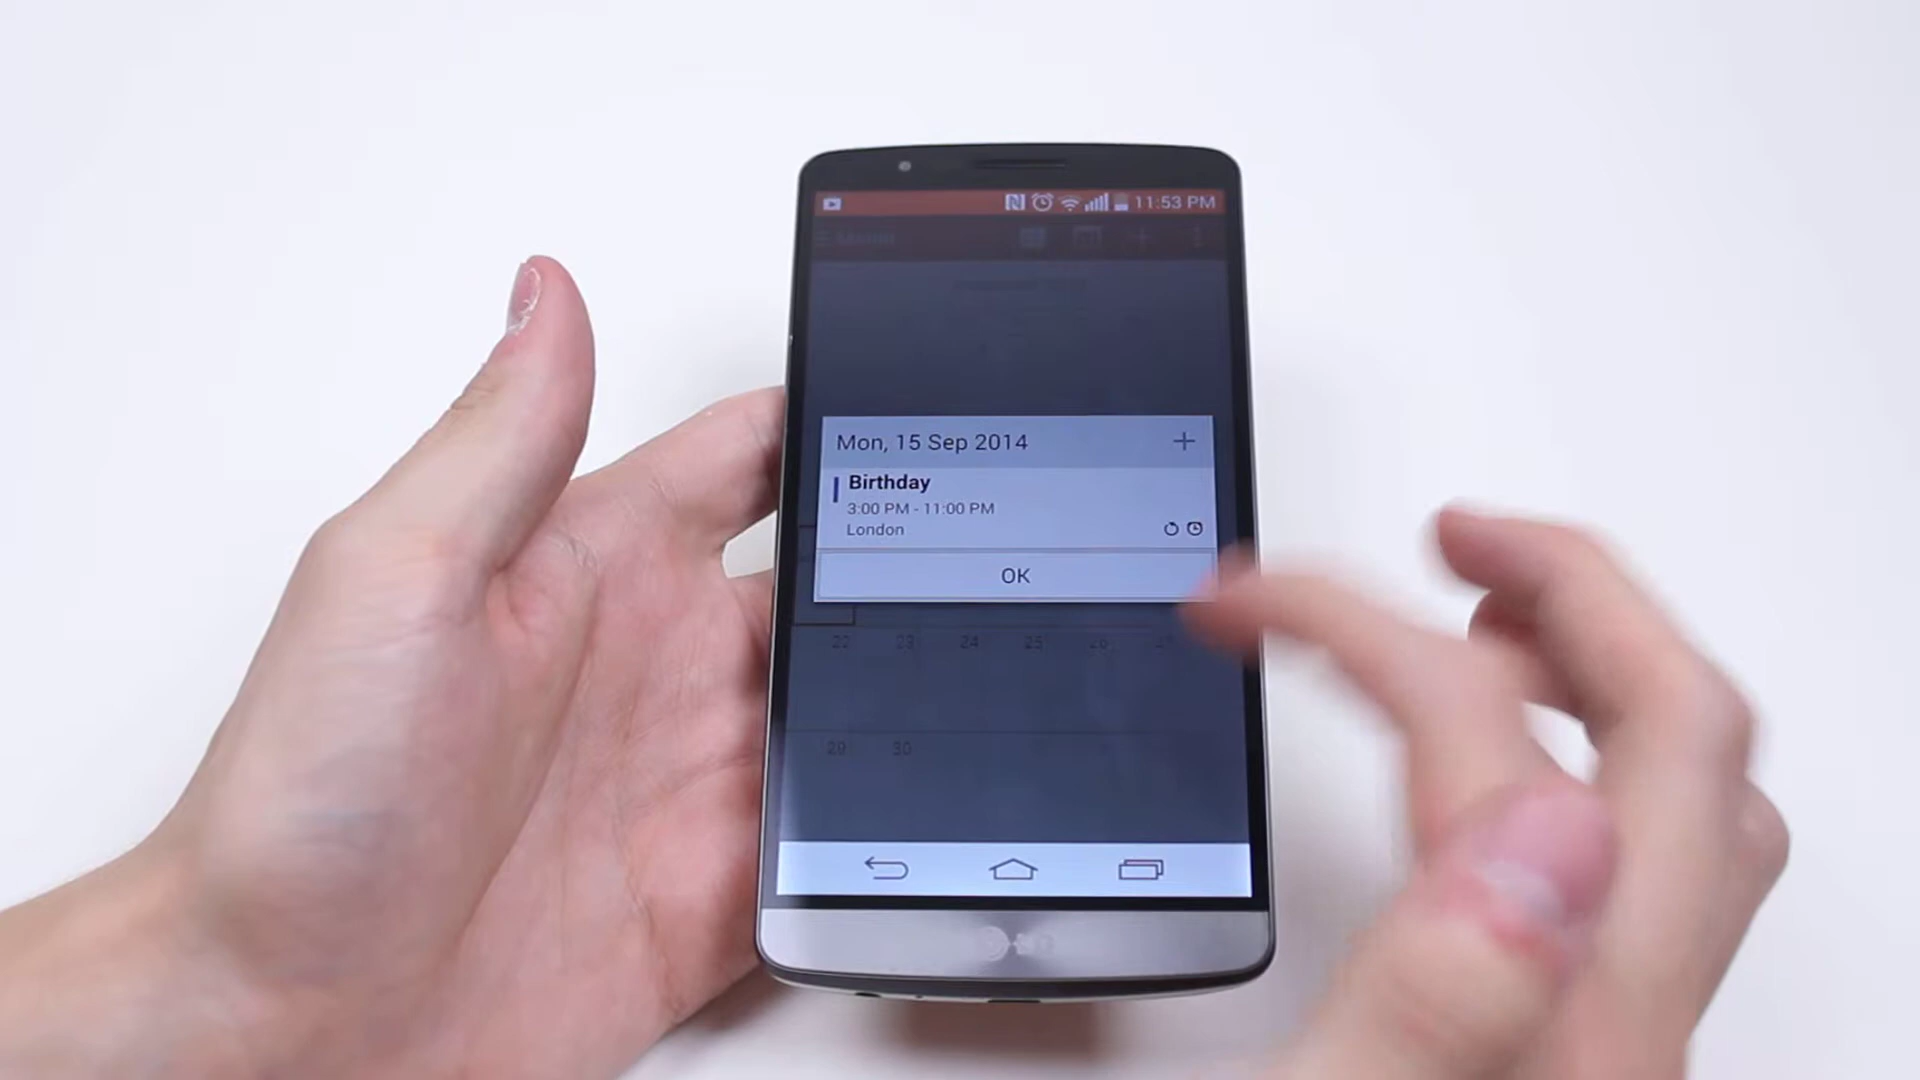 11:53 PM
Mon, 15 Sep 2014 +
Birthday
3:00 PM - 11:00 PM
London
OK
22 23 24 25 26 27
29 30
LG